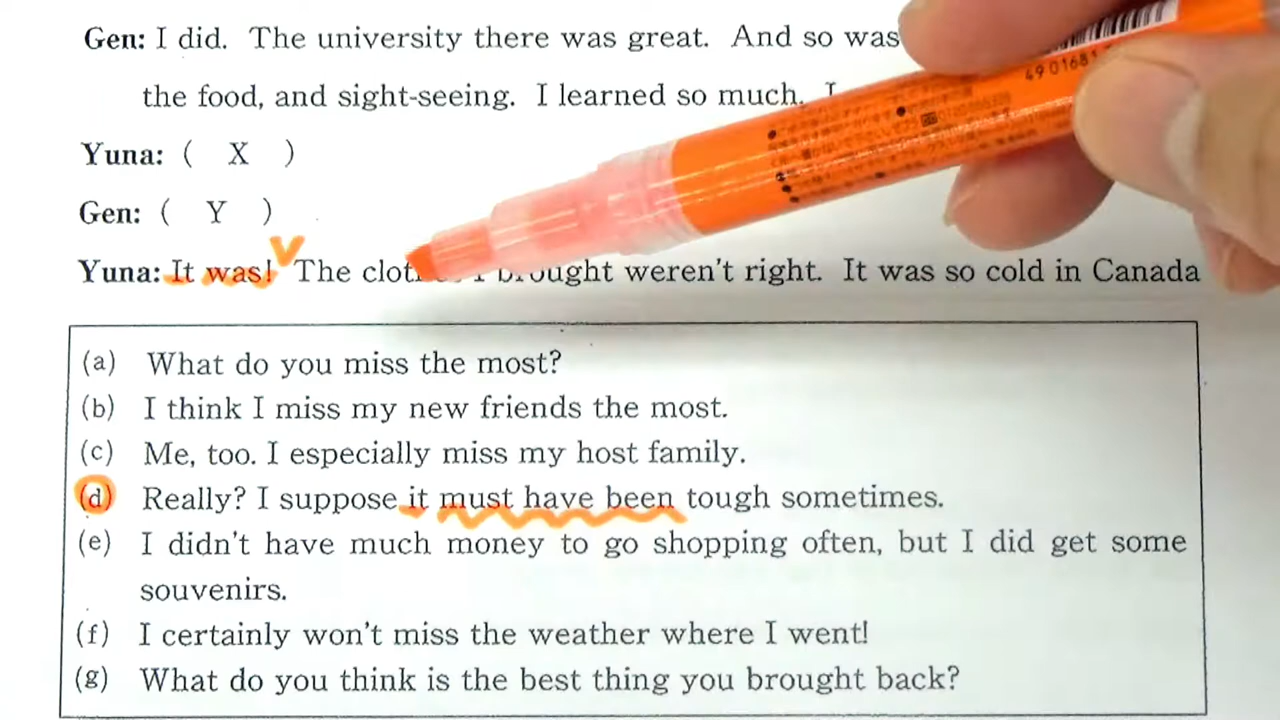 Gen: I did. The university there was great. And so was
the food, and sight-seeing. I learned so much. I
Yuna: ( X )
Gen: ( Y )
Yuna: It was! The brought weren't right. It was so cold in Canada
(a) What do you miss the most?
(b) I think I miss my new friends the most.
(c) Me, too. I especially miss my host family.
(d) Really? I suppose it must have been tough sometimes.
(e) I didn't have much money to go shopping often, but I did get some
souvenirs.
(f) I certainly won't miss the weather where I went!
(g) What do you think is the best thing you brought back?